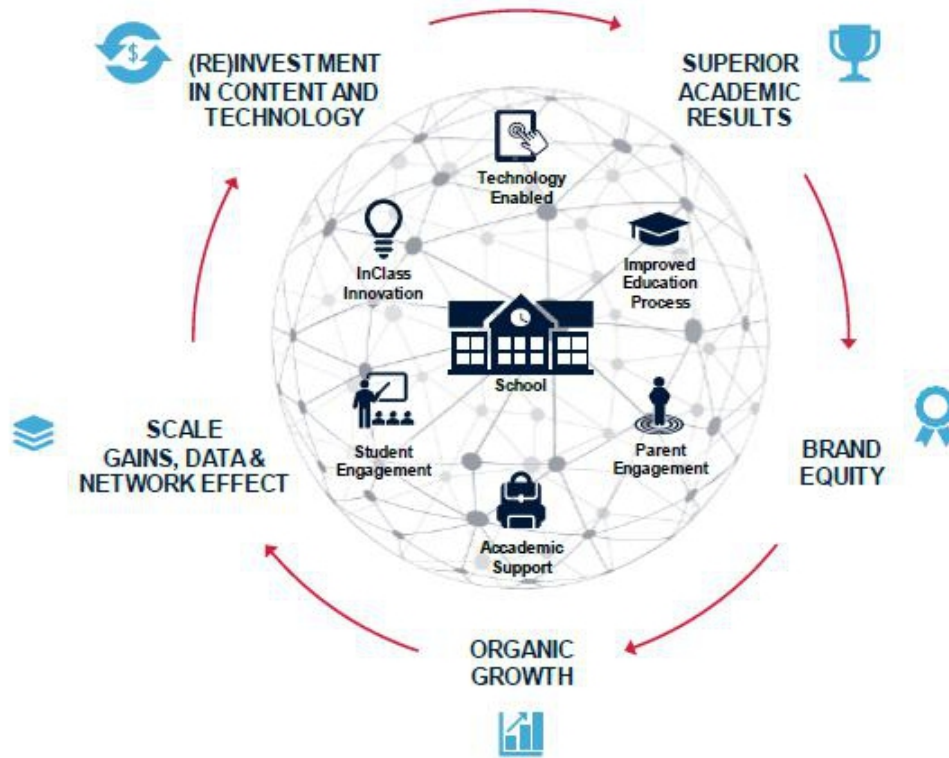 (RE)INVESTMENT
IN CONTENT AND
TECHNOLOGY
SUPERIOR
ACADEMIC
RESULTS
Technology
Enabled
InClass
Innovation
Improved
Education
Process
School
Student
Engagement
Parent
Engagement
Accademic
Support
SCALE
GAINS, DATA &
NETWORK EFFECT
BRAND
EQUITY
ORGANIC
GROWTH
$